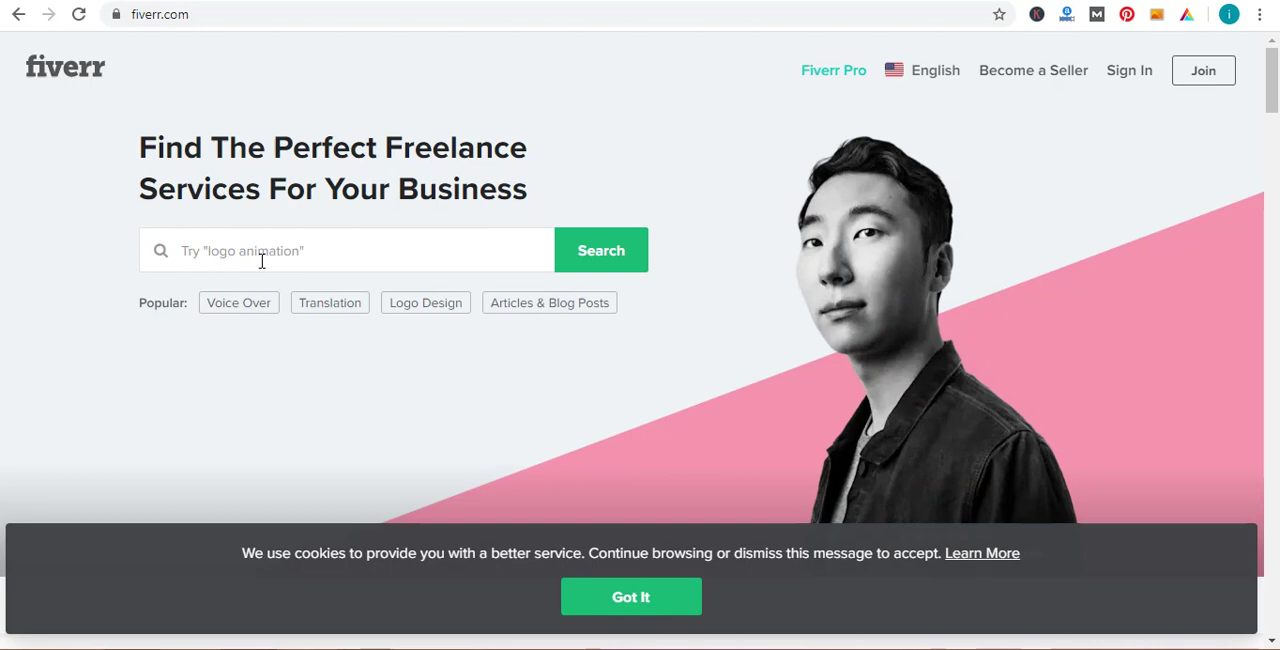 fiverr.com
fiverr
Fiverr Pro English Become a Seller Sign In Join
Find The Perfect Freelance
Services For Your Business
Try "logo animation" Search
Popular: Voice Over Translation Logo Design Articles & Blog Posts
We use cookies to provide you with a better service. Continue browsing or dismiss this message to accept. Learn More
Got It